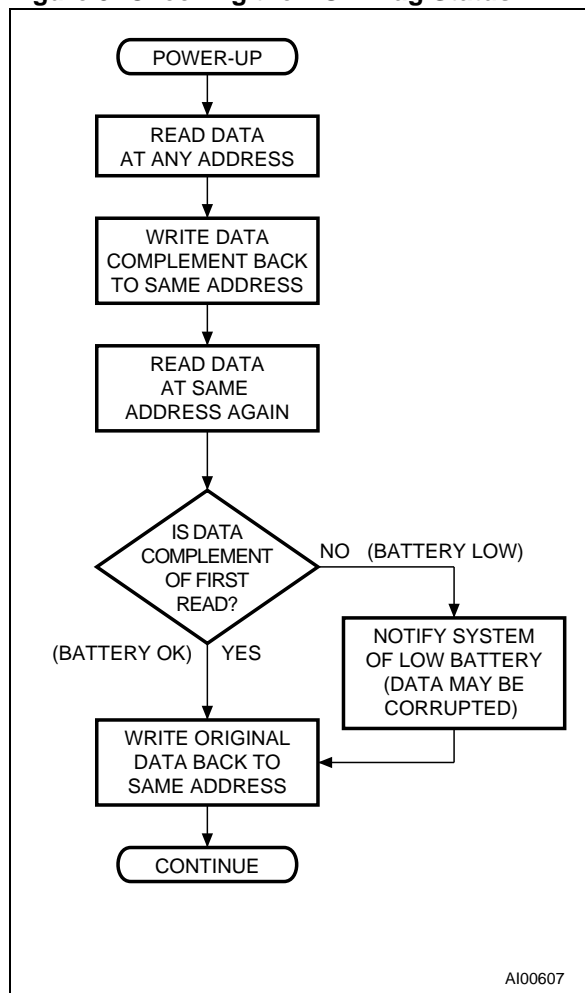 POWER-UP
READ DATA
AT ANY ADDRESS
WRITE DATA
COMPLEMENT BACK
TO SAME ADDRESS
READ DATA
AT SAME
ADDRESS AGAIN
IS DATA
COMPLEMENT
OF FIRST
READ?
NO (BATTERY LOW)
(BATTERY OK) YES
NOTIFY SYSTEM
OF LOW BATTERY
(DATA MAY BE
CORRUPTED)
WRITE ORIGINAL
DATA BACK TO
SAME ADDRESS
CONTINUE
AI00607